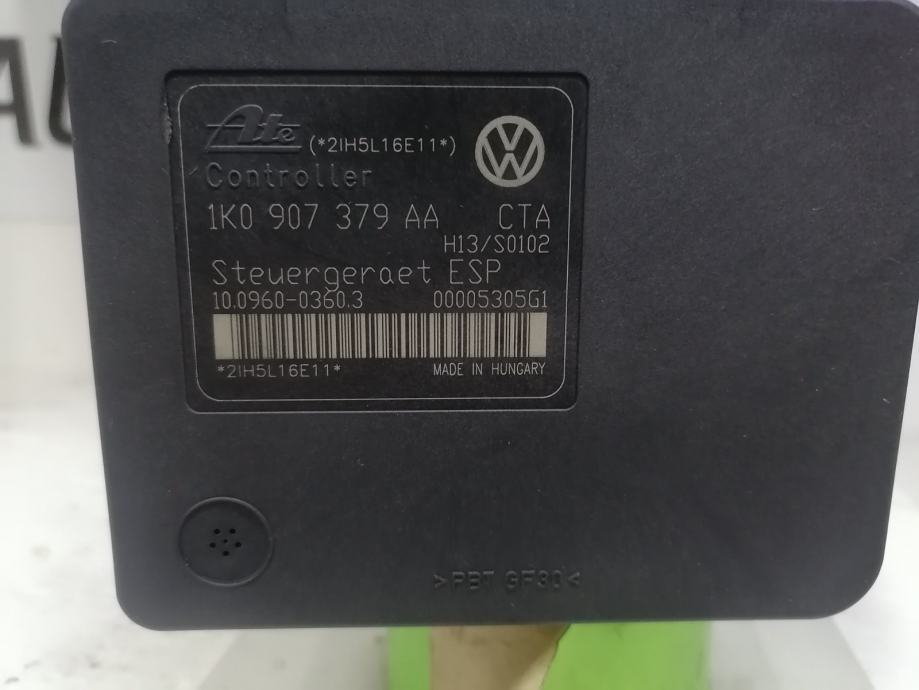 Ate (*2IH5L16E11*)
Controller
1K0 907 379 AA CTA
H13/S0102
Steuergeraet ESP
10.0960-0360.3 00005305G1
*2IH5L16E11* MADE IN HUNGARY
>PBT GF30<